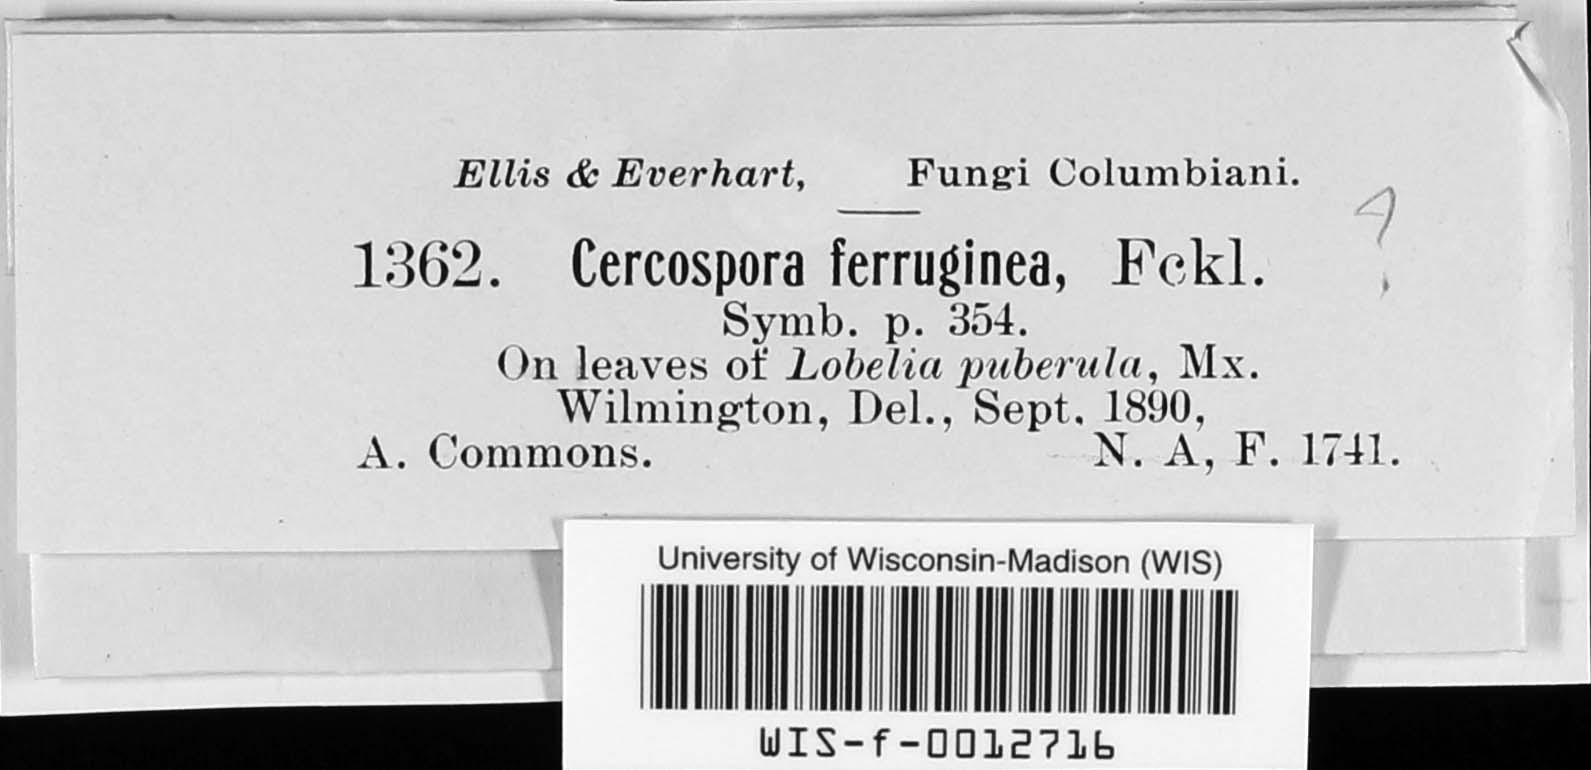 Ellis & Everhart, Fungi Columbiani.
?
1362. Cercospora ferruginea, Fckl.
Symb. p. 354.
On leaves of Lobelia puberula, Mx.
Wilmington, Del., Sept. 1890,
A. Commons. N. A, F. 1741.
University of Wisconsin-Madison (WIS)
WIS-f-0012716